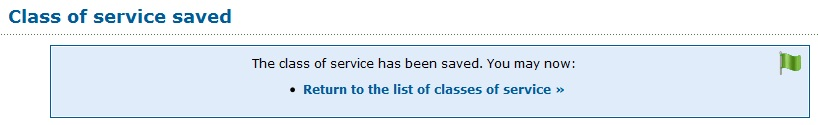 Class of service saved
The class of service has been saved. You may now:
• Return to the list of classes of service »